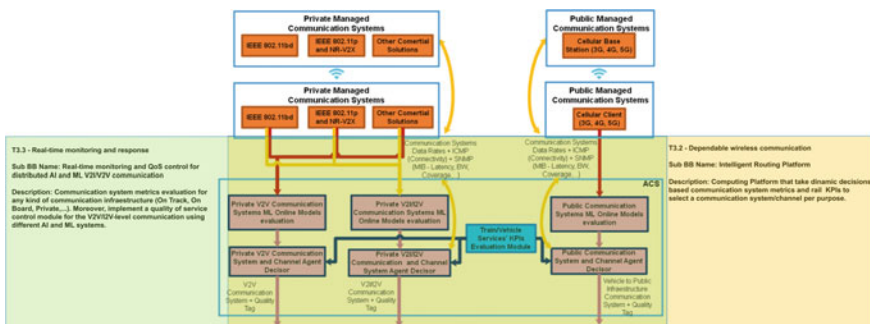 Private Managed
Communication Systems
IEEE 802.11bd
IEEE 802.11p
and NR-V2X
Other Comertial
Solutions
Public Managed
Communication Systems
Cellular Base
Station (3G, 4G, 5G)
Private Managed
Communication Systems
IEEE 802.11bd
IEEE 802.11p
and NR-V2X
Other Comertial
Solutions
Public Managed
Communication Systems
Cellular Client
(3G, 4G, 5G)
T3.3 - Real-time monitoring and response
Sub BB Name: Real-time monitoring and QoS control for
distributed AI and ML V2I/V2V communication
Description: Communication system metrics evaluation for
any kind of communication infraestructure (On Track, On
Board, Private,...). Moreover, implement a quality of service
control module for the V2V/I2V-level communication using
different AI and ML systems.
Communication Systems
Data Rates + ICMP
(Connectivity) + SNMP
(MIB - Latency, BW,
Coverage...)
Communication Systems
Data Rates + ICMP
(Connectivity) + SNMP
(MIB - Latency, BW,
Coverage...)
T3.2 - Dependable wireless communication
Sub BB Name: Intelligent Routing Platform
Description: Computing Platform that take dinamic decisions
based comunication system metrics and rail KPIs to
select a communication system/channel per purpose.
ACS
Private V2V Communication
Systems ML Online Models
evaluation
Private V2I/I2V
Communication Systems ML
Online Models evaluation
Public Communication
Systems ML Online Models
evaluation
Train/Vehicle
Services' KPIs
Evaluation Module
Private V2V Communication
System and Channel Agent
Decisor
Private V2I/I2V
Communication and Channel
System Agent Decisor
Public Communication
System and Channel Agent
Decisor
V2V
Communication
System + Quality
Tag
V2I/I2V
Communication
System + Quality
Tag
Vehicle to Public
Infraestructure
Communication
System + Quality
Tag